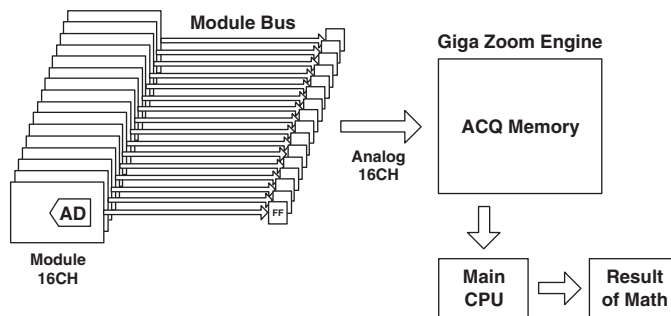 Module Bus
Giga Zoom Engine
ACQ Memory
Analog
16CH
AD
FF
Module
16CH
Main
CPU
Result
of Math